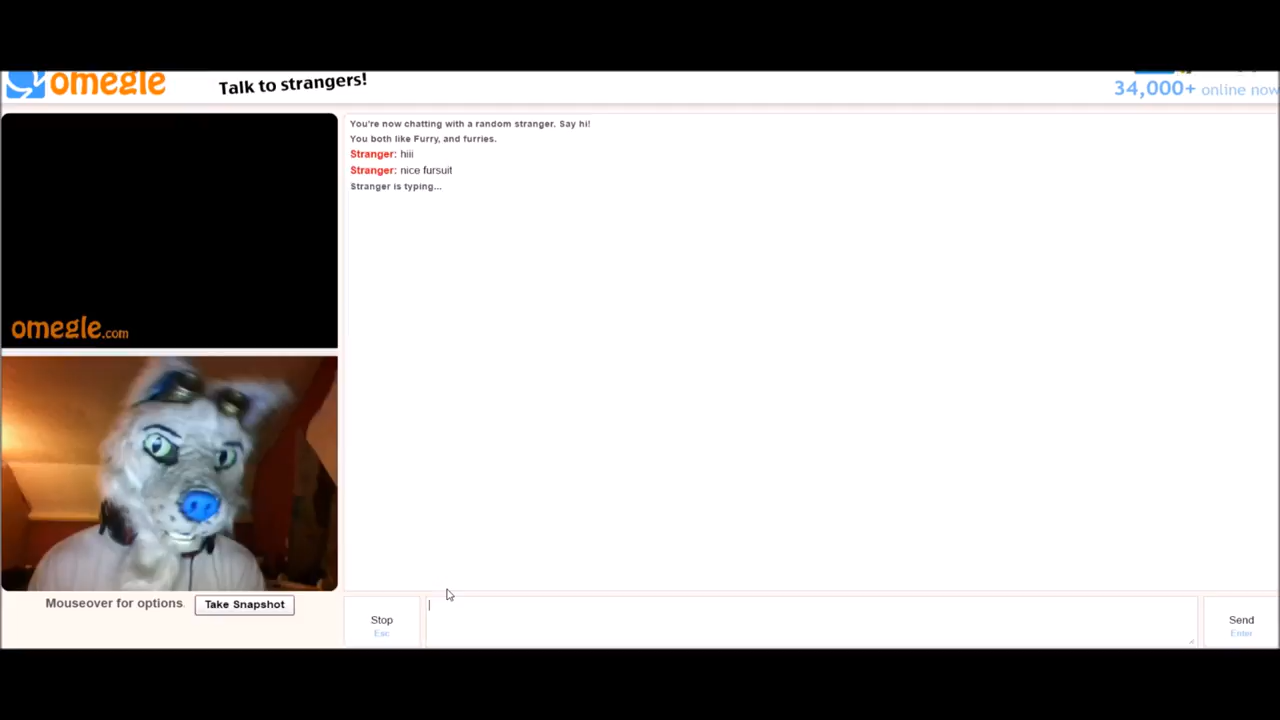 omegle
Talk to strangers!
34,000+ online now
You're now chatting with a random stranger. Say hi!
You both like Furry, and furries.
Stranger: hiii
Stranger: nice fursuit
Stranger is typing...
omegle.com
Mouseover for options.
Take Snapshot
Stop
Esc
Send
Enter